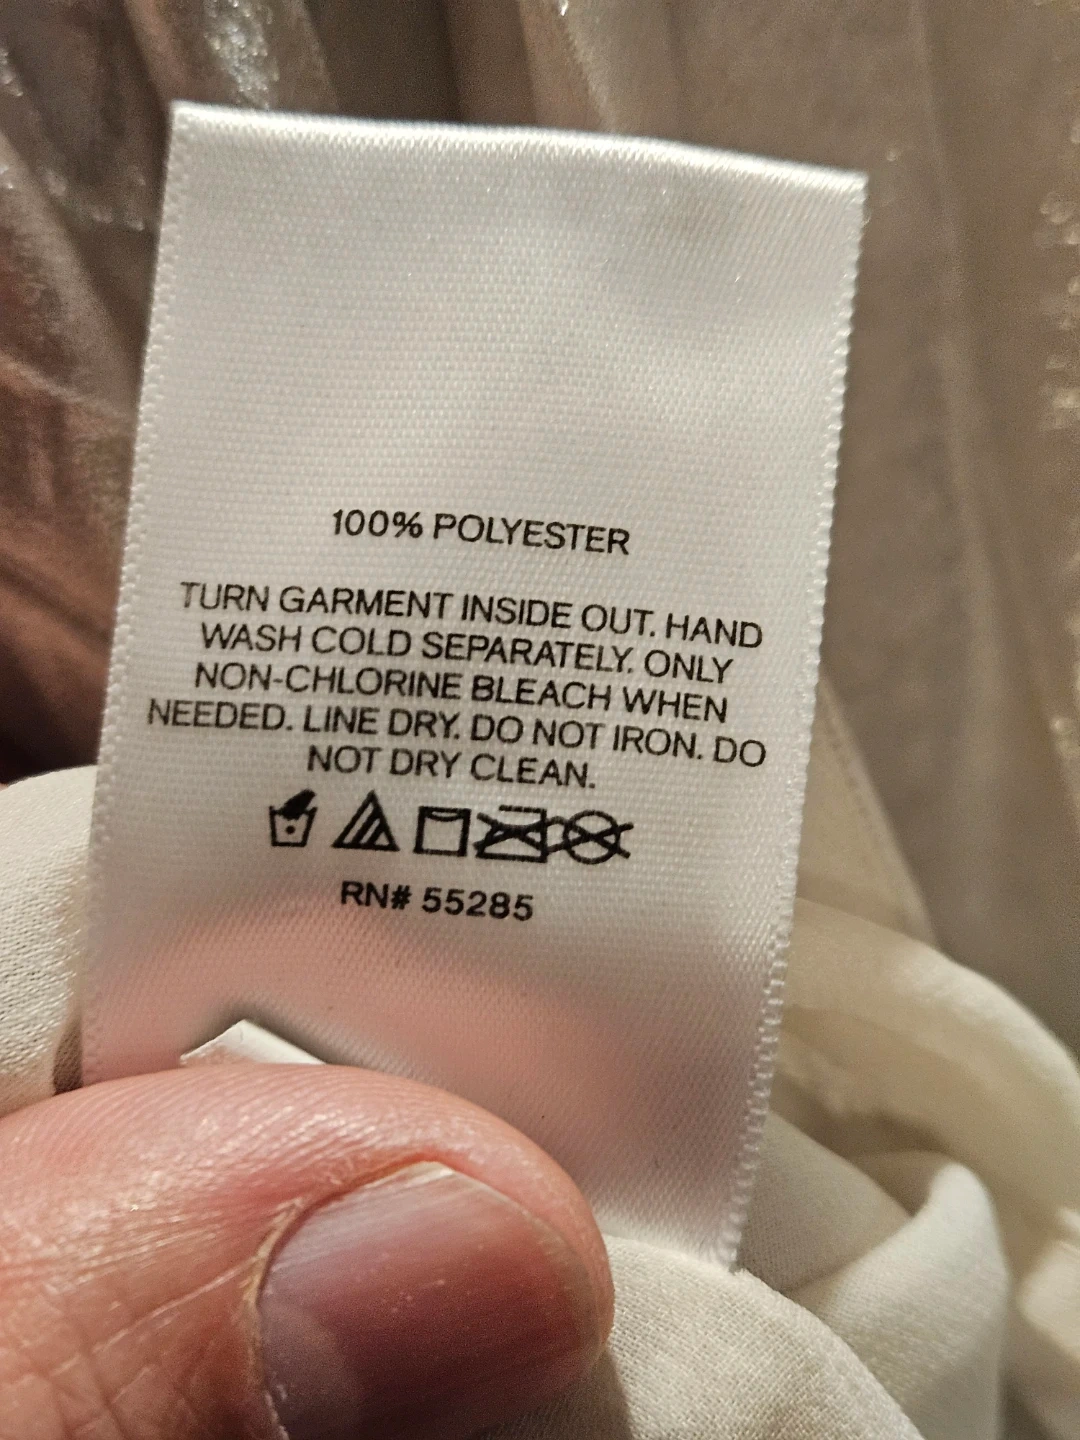 100% POLYESTER
TURN GARMENT INSIDE OUT. HAND
WASH COLD SEPARATELY. ONLY
NON-CHLORINE BLEACH WHEN
NEEDED. LINE DRY. DO NOT IRON. DO
NOT DRY CLEAN.
RN# 55285